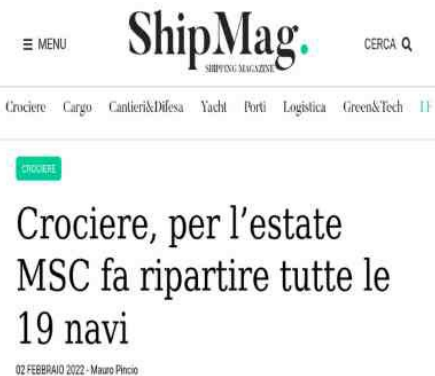 ≡ MENU
ShipMag.
SHIPPING MAGAZINE
CERCA
Crociere Cargo Cantieri&Difesa Yacht Porti Logistica Green&Tech
CROCIERE
Crociere, per l’estate
MSC fa ripartire tutte le
19 navi
02 FEBBRAIO 2022 - Mauro Pincio